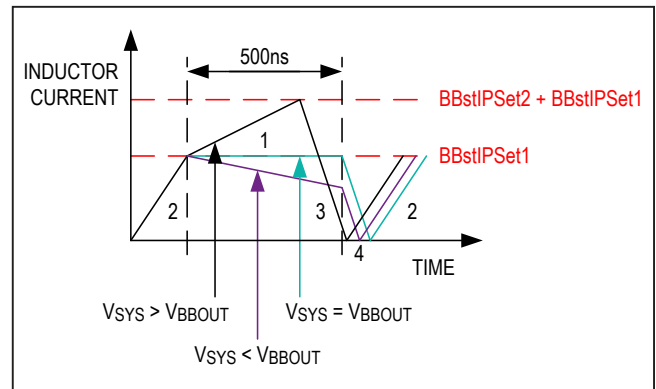 500ns
INDUCTOR
CURRENT
BBstIPSet2 + BBstIPSet1
1
BBstIPSet1
2
3
2
4
TIME
VSYS > VBBOUT
VSYS = VBBOUT
VSYS < VBBOUT